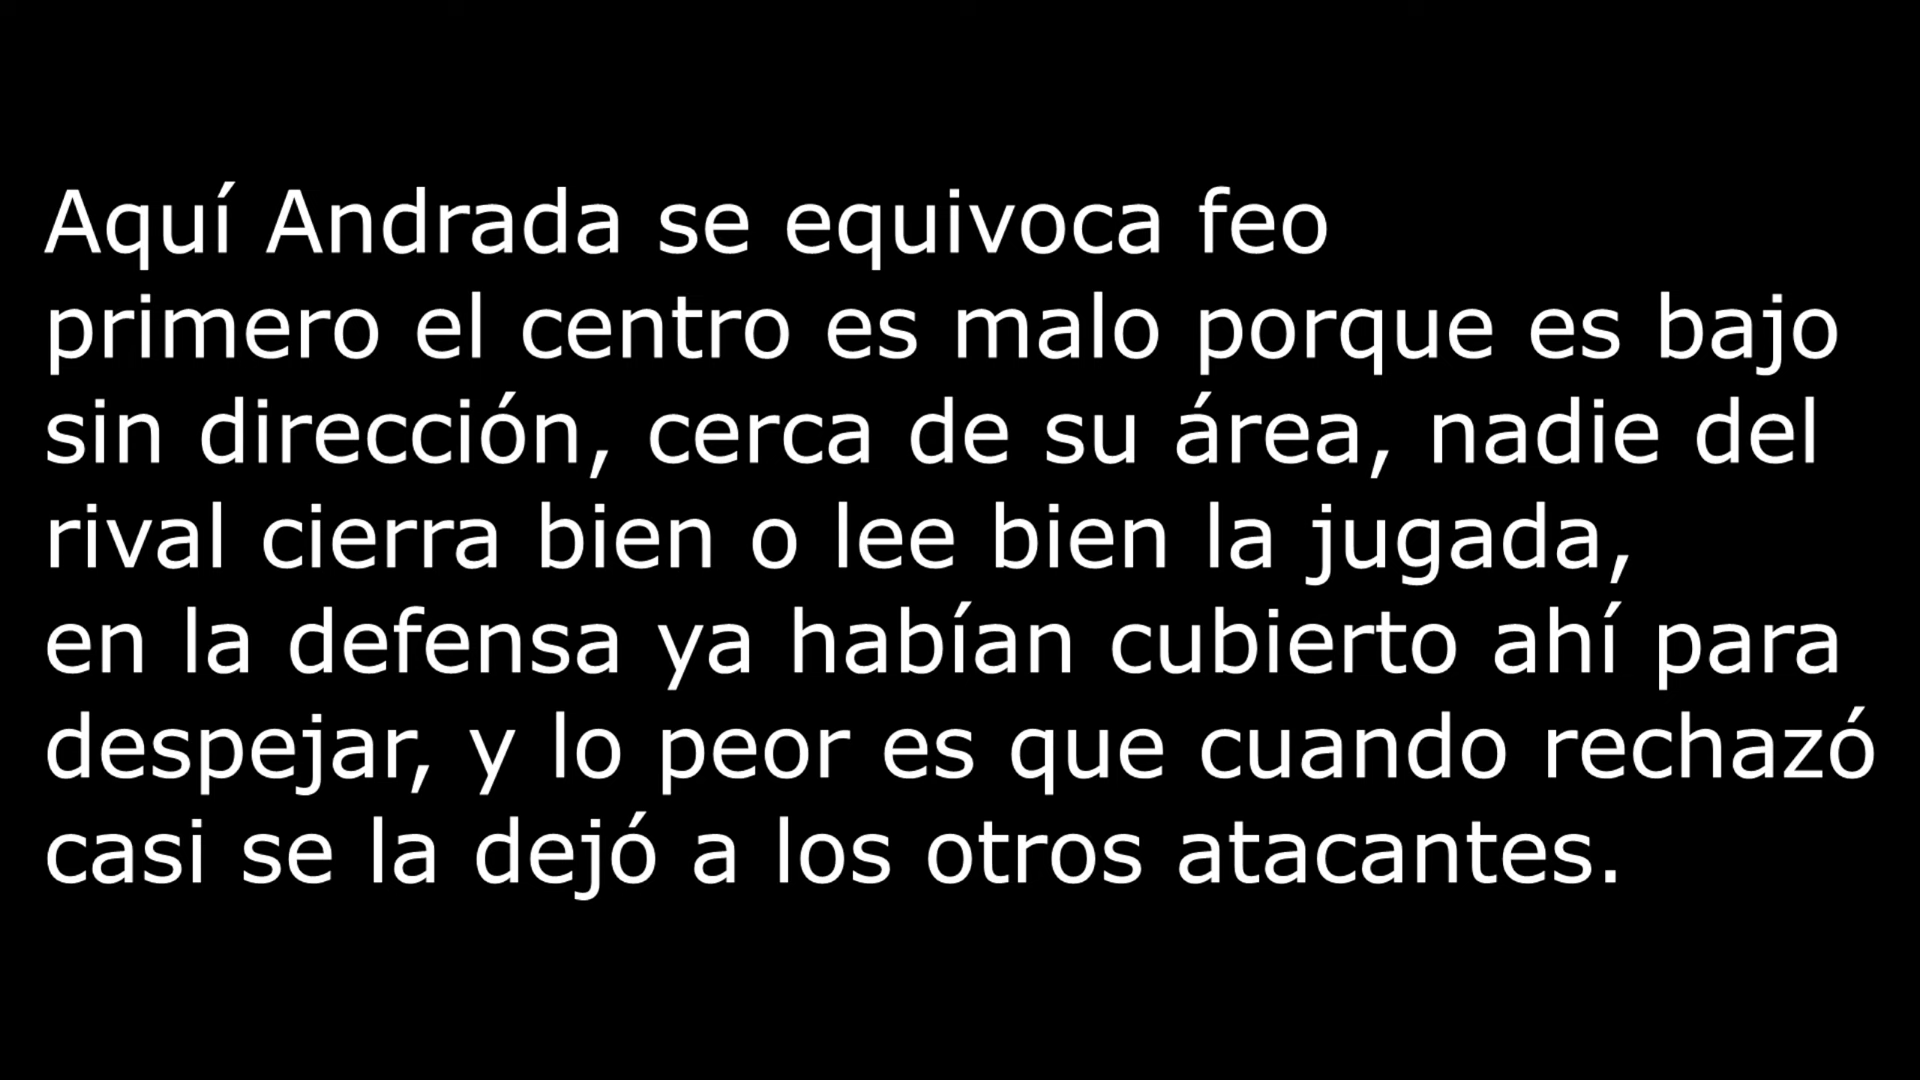 Aquí Andrada se equivoca feo
primero el centro es malo porque es bajo
sin dirección, cerca de su área, nadie del
rival cierra bien o lee bien la jugada,
en la defensa ya habían cubierto ahí para
despejar, y lo peor es que cuando rechazó
casi se la dejó a los otros atacantes.